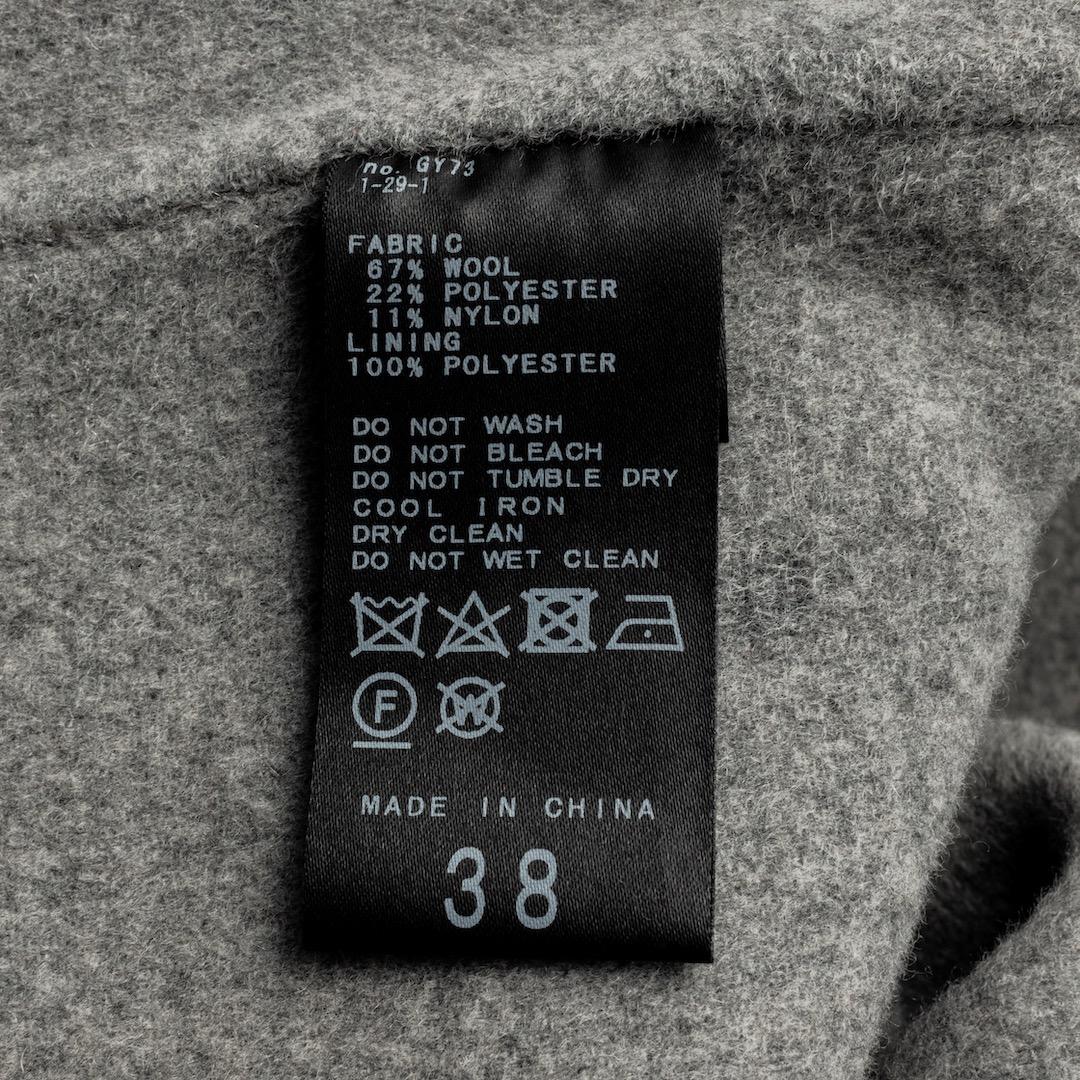 no. GY73
1-29-1
FABRIC
67% WOOL
22% POLYESTER
11% NYLON
LINING
100% POLYESTER
DO NOT WASH
DO NOT BLEACH
DO NOT TUMBLE DRY
COOL IRON
DRY CLEAN
DO NOT WET CLEAN
F W
MADE IN CHINA
38